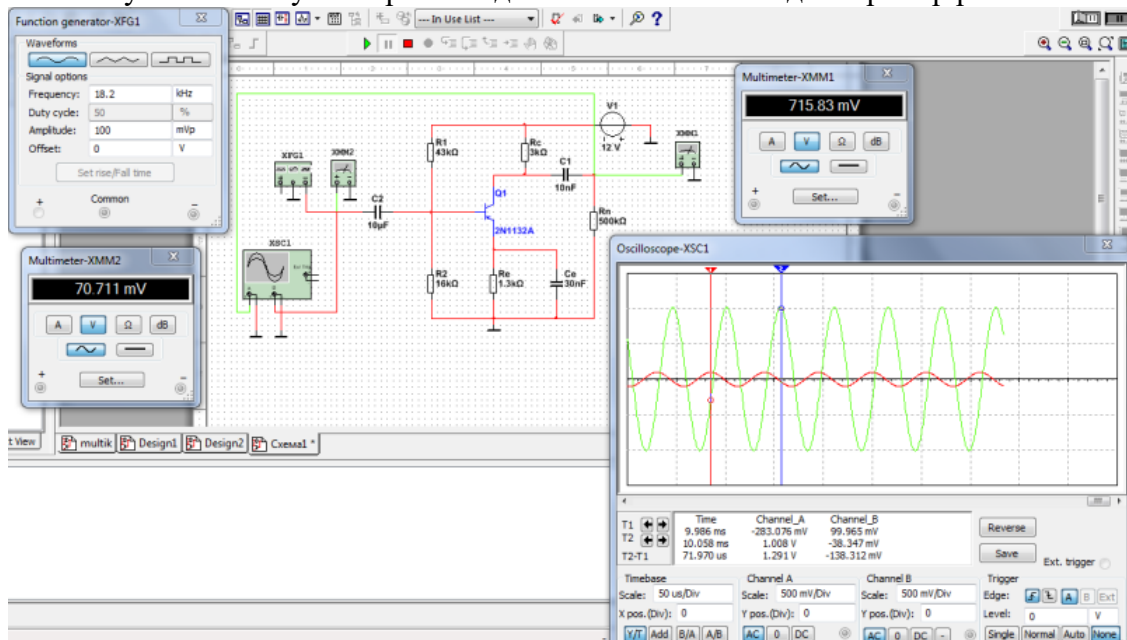 --- In Use List ---
Function generator-XFG1
Waveforms
Signal options
Frequency: 18.2 kHz
Duty cycle: 50 %
Amplitude: 100 mVp
Offset: 0 V
Set rise/Fall time
+ Common −
Multimeter-XMM2
70.711 mV
A V Ω dB
+ Set... −
XFG1
XMM2
XSC1
C2
10µF
R1
43kΩ
R2
16kΩ
Rc
3kΩ
C1
10nF
V1
12 V
XMM1
Q1
2N1132A
Re
1.3kΩ
Ce
30nF
Rn
500kΩ
Multimeter-XMM1
715.83 mV
A V Ω dB
+ Set... −
Oscilloscope-XSC1
Time Channel_A Channel_B
T1 9.986 ms -283.076 mV 99.965 mV
T2 10.058 ms 1.008 V -38.347 mV
T2-T1 71.970 us 1.291 V -138.312 mV
Reverse
Save
Ext. trigger
Timebase Channel A Channel B Trigger
Scale: 50 us/Div Scale: 500 mV/Div Scale: 500 mV/Div Edge: A B Ext
X pos.(Div): 0 Y pos.(Div): 0 Y pos.(Div): 0 Level: 0 V
Y/T Add B/A A/B AC 0 DC AC 0 DC - Single Normal Auto None
t View multik Design1 Design2 Схема1 *